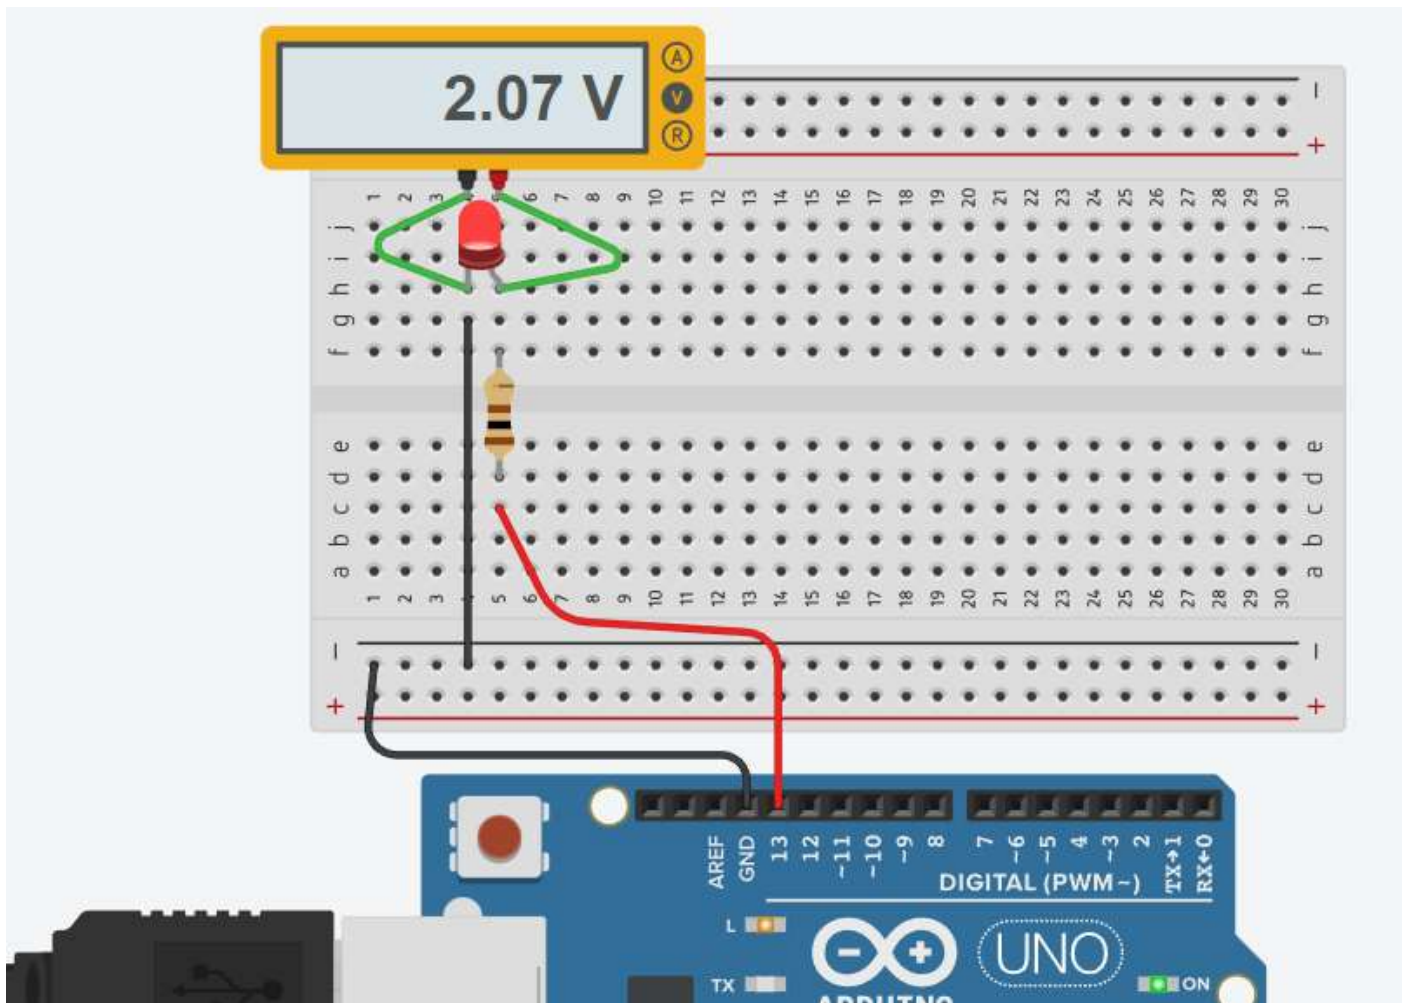 2.07 V
A
V
R
−
+
1 2 3 4 5 6 7 8 9 10 11 12 13 14 15 16 17 18 19 20 21 22 23 24 25 26 27 28 29 30
j j
i i
h h
g g
f f
e e
d d
c c
b b
a a
1 2 3 4 5 6 7 8 9 10 11 12 13 14 15 16 17 18 19 20 21 22 23 24 25 26 27 28 29 30
− −
+ +
AREF GND 13 12 ~11 ~10 ~9 8 7 ~6 ~5 4 ~3 2 TX→1 RX←0
DIGITAL (PWM~)
L
UNO
TX
ON
ARDUINO